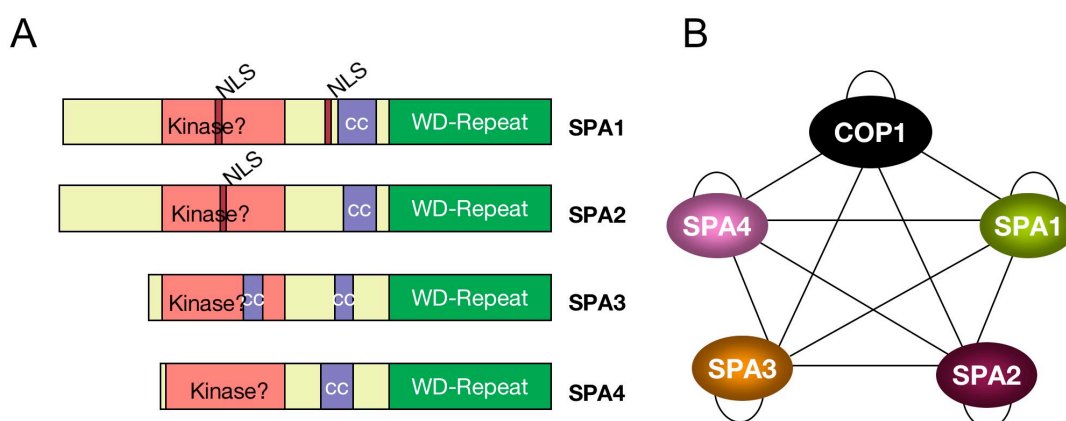 A
NLS
NLS
Kinase?
CC
WD-Repeat
SPA1
NLS
Kinase?
CC
WD-Repeat
SPA2
Kinase?
CC
CC
WD-Repeat
SPA3
Kinase?
CC
WD-Repeat
SPA4
B
COP1
SPA4
SPA1
SPA3
SPA2